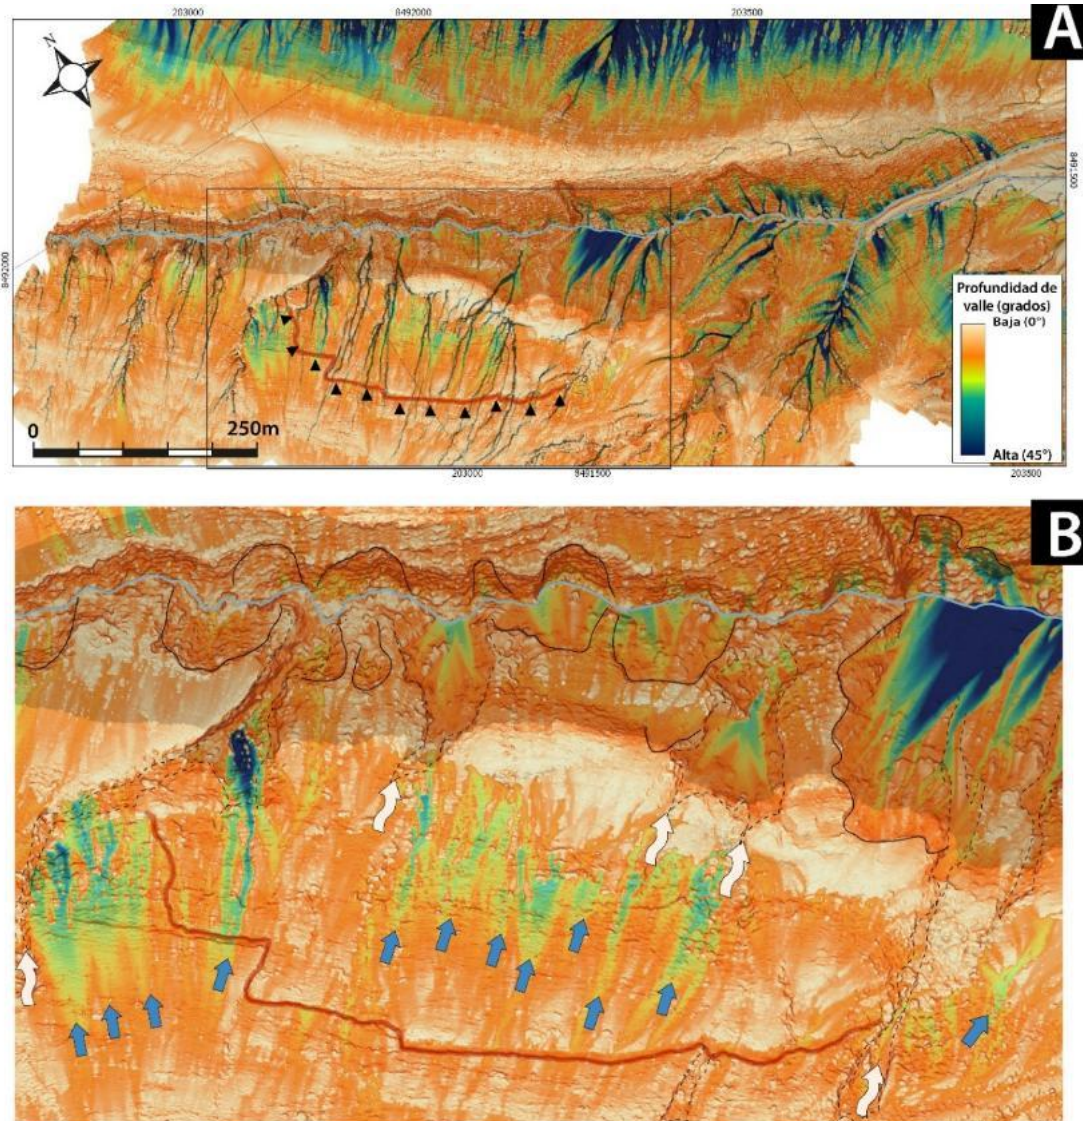 203000
8492000
203500
A
N
8491500
8492000
Profundidad de
valle (grados)
Baja (0°)
Alta (45°)
0
250m
203000
8491500
203500
B